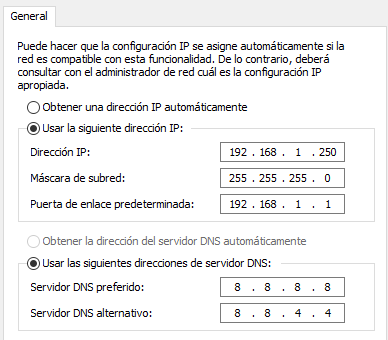 General
Puede hacer que la configuración IP se asigne automáticamente si la
red es compatible con esta funcionalidad. De lo contrario, deberá
consultar con el administrador de red cuál es la configuración IP
apropiada.
Obtener una dirección IP automáticamente
Usar la siguiente dirección IP:
Dirección IP: 192 . 168 . 1 . 250
Máscara de subred: 255 . 255 . 255 . 0
Puerta de enlace predeterminada: 192 . 168 . 1 . 1
Obtener la dirección del servidor DNS automáticamente
Usar las siguientes direcciones de servidor DNS:
Servidor DNS preferido: 8 . 8 . 8 . 8
Servidor DNS alternativo: 8 . 8 . 4 . 4